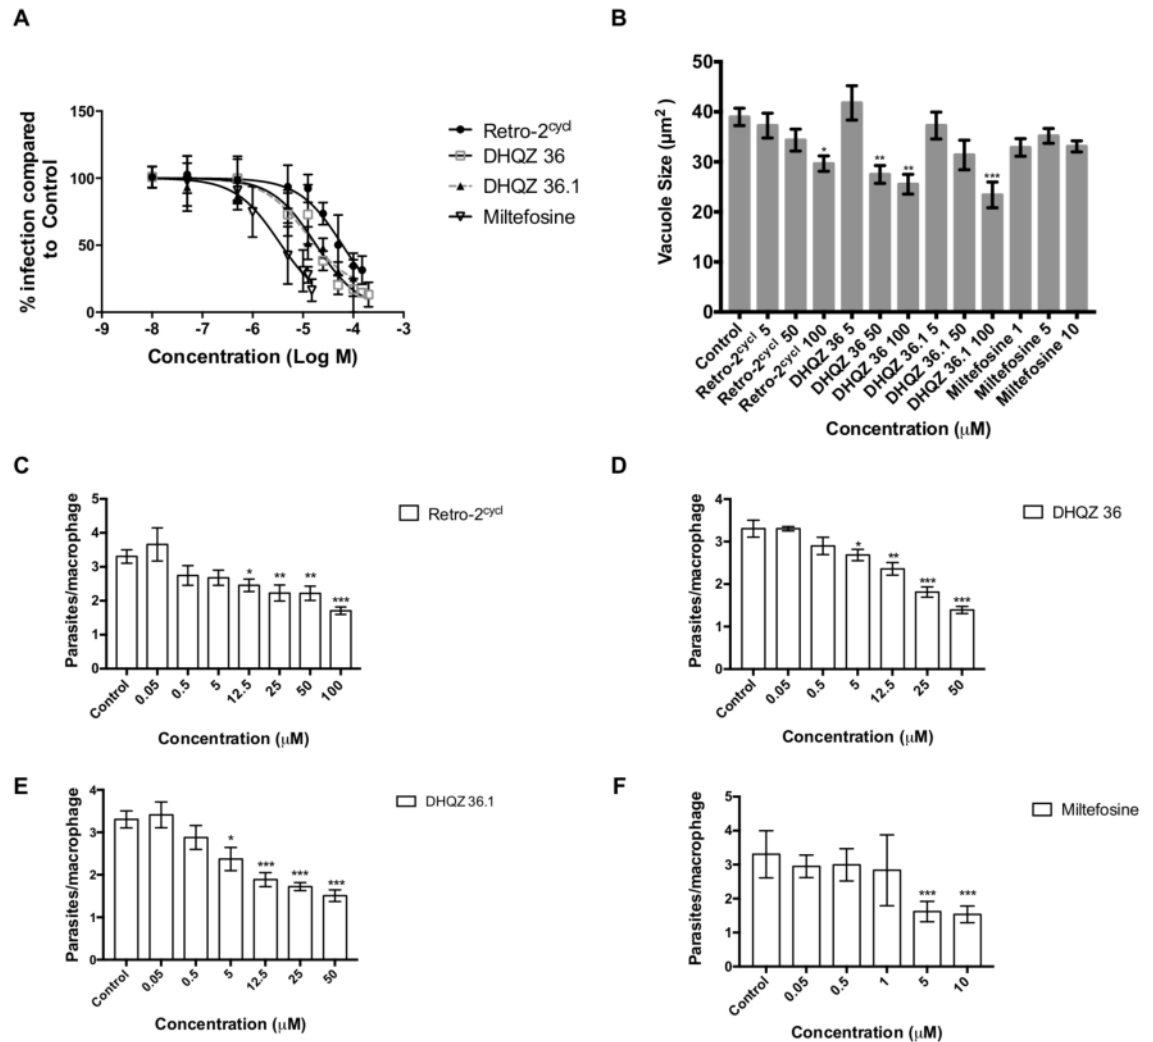 A
% infection compared
to Control
150
100
50
0
-9
-8
-7
-6
-5
-4
-3
Concentration (Log M)
Retro-2cycl
DHQZ 36
DHQZ 36.1
Miltefosine
B
Vacuole Size (µm²)
50
40
30
20
10
0
*
**
**
***
Control
Retro-2cycl 5
Retro-2cycl 50
Retro-2cycl 100
DHQZ 36 5
DHQZ 36 50
DHQZ 36 100
DHQZ 36.1 5
DHQZ 36.1 50
DHQZ 36.1 100
Miltefosine 1
Miltefosine 5
Miltefosine 10
Concentration (µM)
C
Parasites/macrophage
5
4
3
2
1
0
*
**
**
***
Control
0.05
0.5
5
12.5
25
50
100
Concentration (µM)
Retro-2cycl
D
Parasites/macrophage
4
3
2
1
0
*
**
***
***
Control
0.05
0.5
5
12.5
25
50
Concentration (µM)
DHQZ 36
E
Parasites/macrophage
4
3
2
1
0
*
***
***
***
Control
0.05
0.5
5
12.5
25
50
Concentration (µM)
DHQZ 36.1
F
Parasites/macrophage
5
4
3
2
1
0
***
***
Control
0.05
0.5
1
5
10
Concentration (µM)
Miltefosine